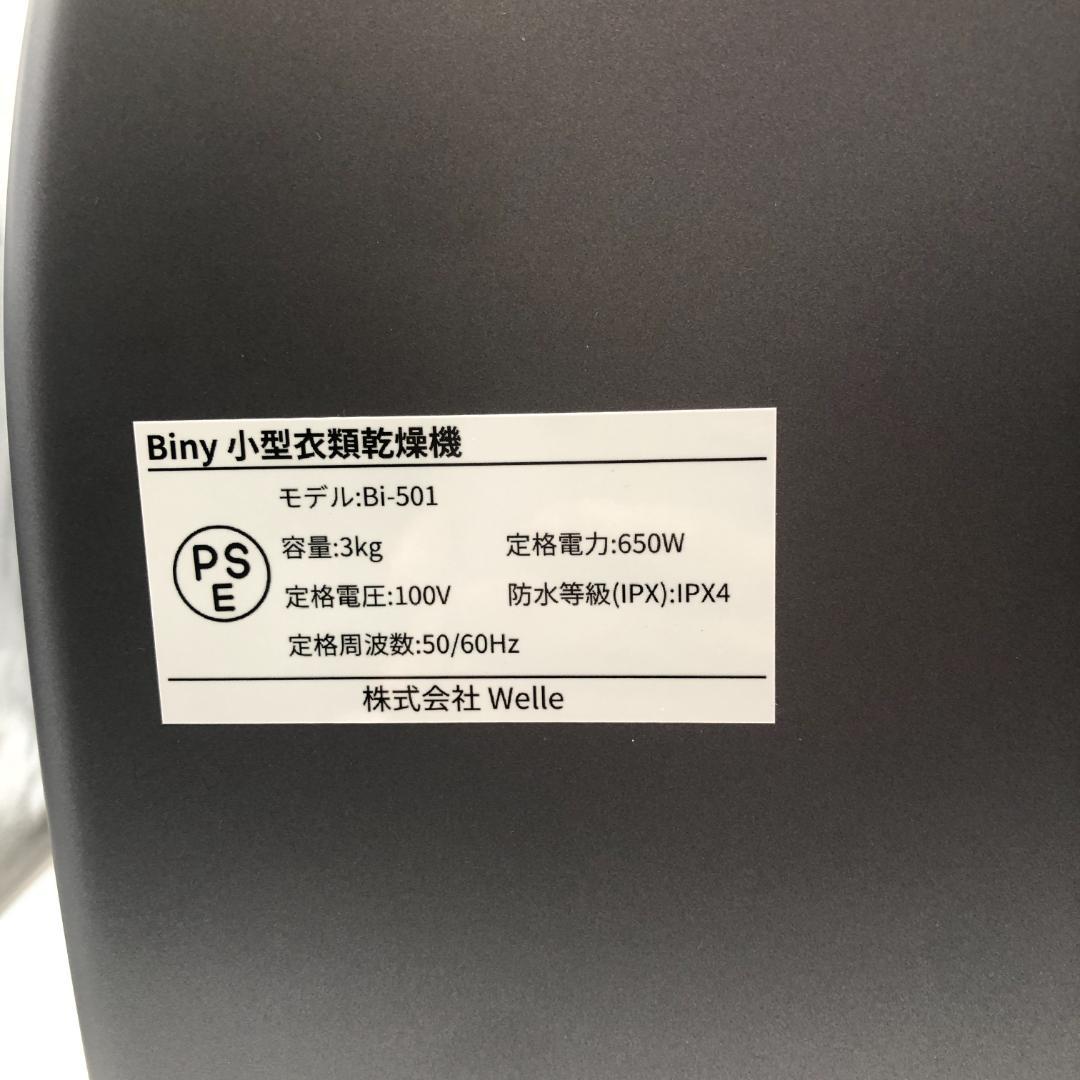 Biny 小型衣類乾燥機
モデル:Bi-501
PS
E
容量:3kg 定格電力:650W
定格電圧:100V 防水等級(IPX):IPX4
定格周波数:50/60Hz
株式会社 Welle